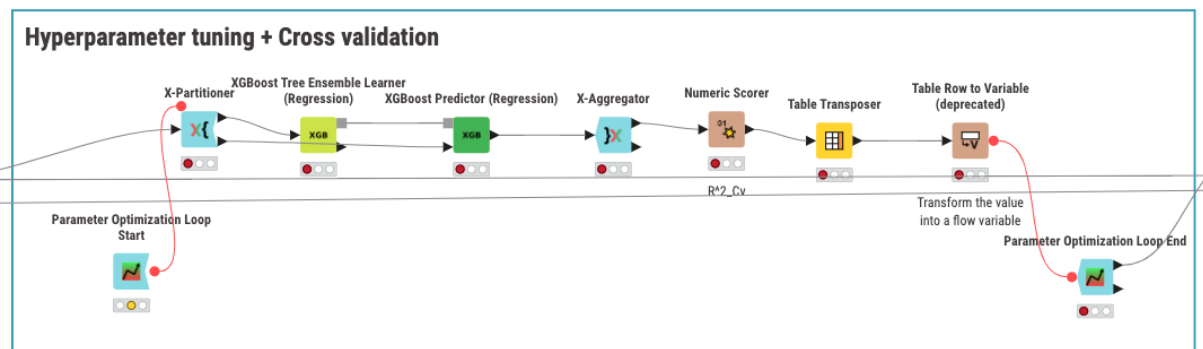 Hyperparameter tuning + Cross validation
X-Partitioner
XGBoost Tree Ensemble Learner
(Regression)
XGBoost Predictor (Regression)
X-Aggregator
Numeric Scorer
Table Transposer
Table Row to Variable
(deprecated)
X{
XGB
XGB
}X
01
V
R^2_Cv
Transform the value
into a flow variable
Parameter Optimization Loop
Start
Parameter Optimization Loop End